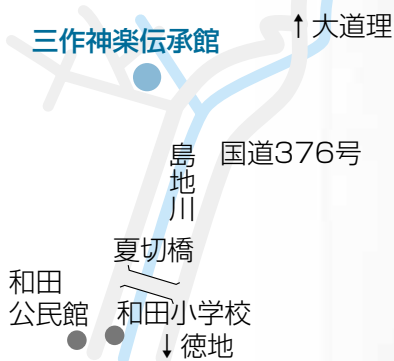 ↑大道理
三作神楽伝承館
島地川
国道376号
夏切橋
和田
公民館
和田小学校
↓徳地